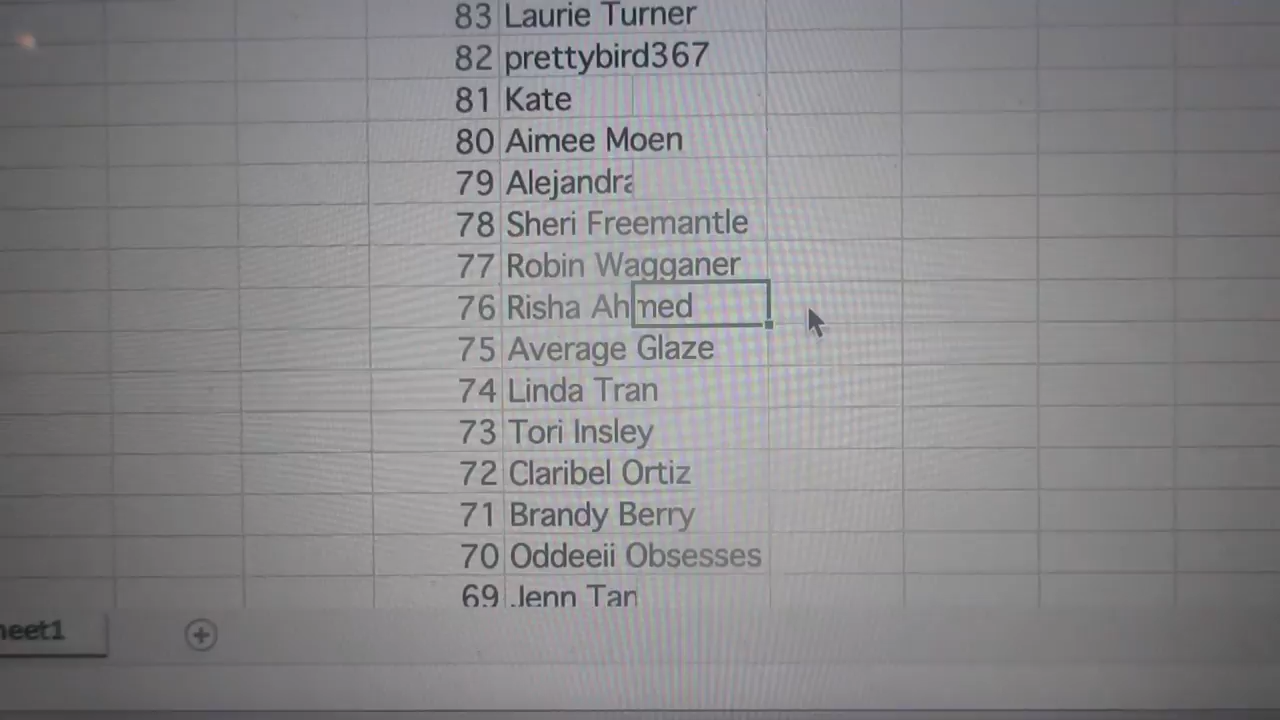 83 Laurie Turner
82 prettybird367
81 Kate
80 Aimee Moen
79 Alejandra
78 Sheri Freemantle
77 Robin Wagganer
76 Risha Ahmed
75 Average Glaze
74 Linda Tran
73 Tori Insley
72 Claribel Ortiz
71 Brandy Berry
70 Oddeeii Obsesses
69 Jenn Tan
heet1